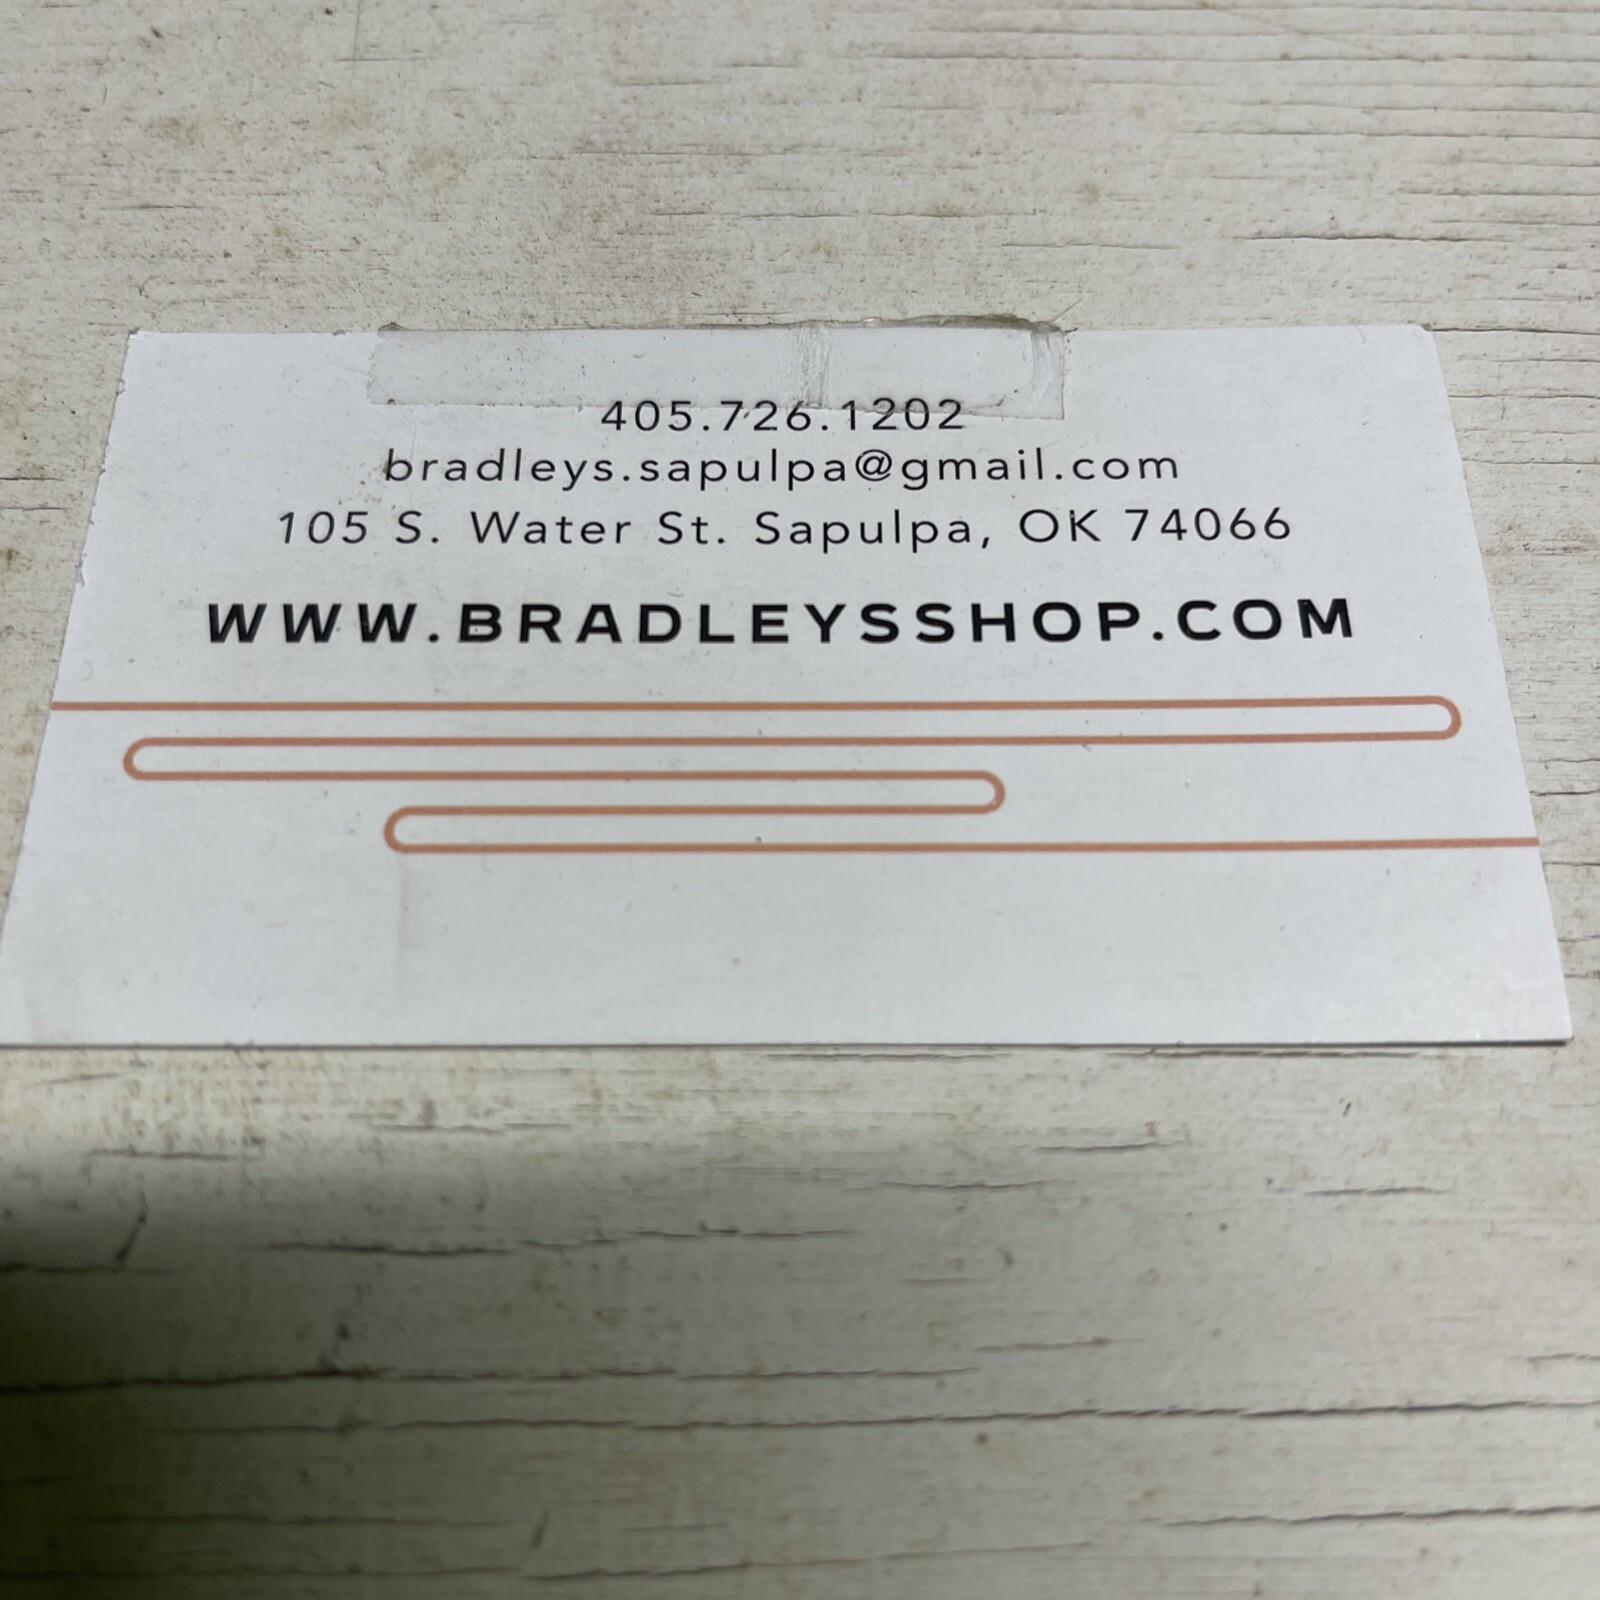 405.726.1202
bradleys.sapulpa@gmail.com
105 S. Water St. Sapulpa, OK 74066
WWW.BRADLEYSSHOP.COM